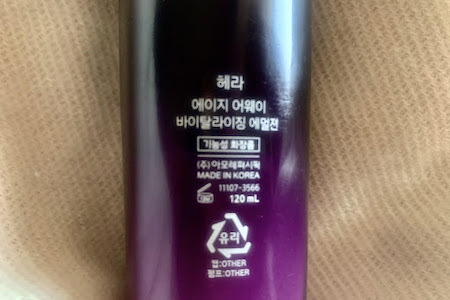 헤라
에이지 어웨이
바이탈라이징 에멀전
기능성 화장품
(주)아모레퍼시픽
MADE IN KOREA
11107-3566
120 mL
유리
캡:OTHER
펌프:OTHER